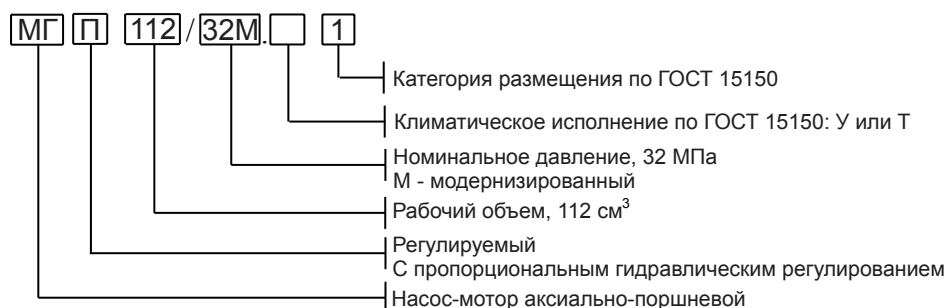 МГ П 112/32М. 1
Категория размещения по ГОСТ 15150
Климатическое исполнение по ГОСТ 15150: У или Т
Номинальное давление, 32 МПа
М - модернизированный
Рабочий объем, 112 см³
Регулируемый
С пропорциональным гидравлическим регулированием
Насос-мотор аксиально-поршневой